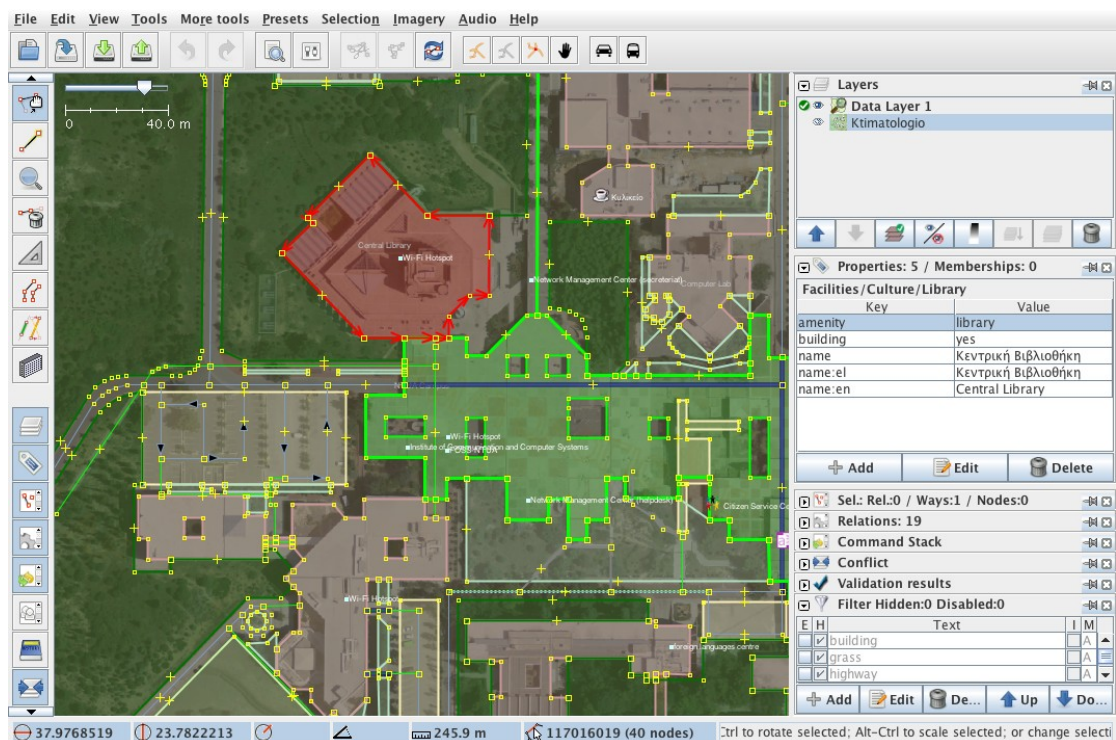 File Edit View Tools More tools Presets Selection Imagery Audio Help
0 40.0 m
Κυλικείο
Central Library
Wi-Fi Hotspot
Network Management Center (secreteriat)
Computer Lab
Wi-Fi Hotspot
Institute of Communication and Computer Systems
FOSS NTUA
Network Management Center (helpdesk)
Citizen Service Ce
Wi-Fi Hotspot
foreign languages centre
Layers
Data Layer 1
Ktimatologio
Properties: 5 / Memberships: 0
Facilities/Culture/Library
Key Value
amenity library
building yes
name Κεντρική Βιβλιοθήκη
name:el Κεντρική Βιβλιοθήκη
name:en Central Library
Add Edit Delete
Sel.: Rel.:0 / Ways:1 / Nodes:0
Relations: 19
Command Stack
Conflict
Validation results
Filter Hidden:0 Disabled:0
E H Text I M
building A
grass A
highway A
Add Edit De... Up Do...
37.9768519 23.7822213 245.9 m 117016019 (40 nodes) Ctrl to rotate selected; Alt-Ctrl to scale selected; or change selecti